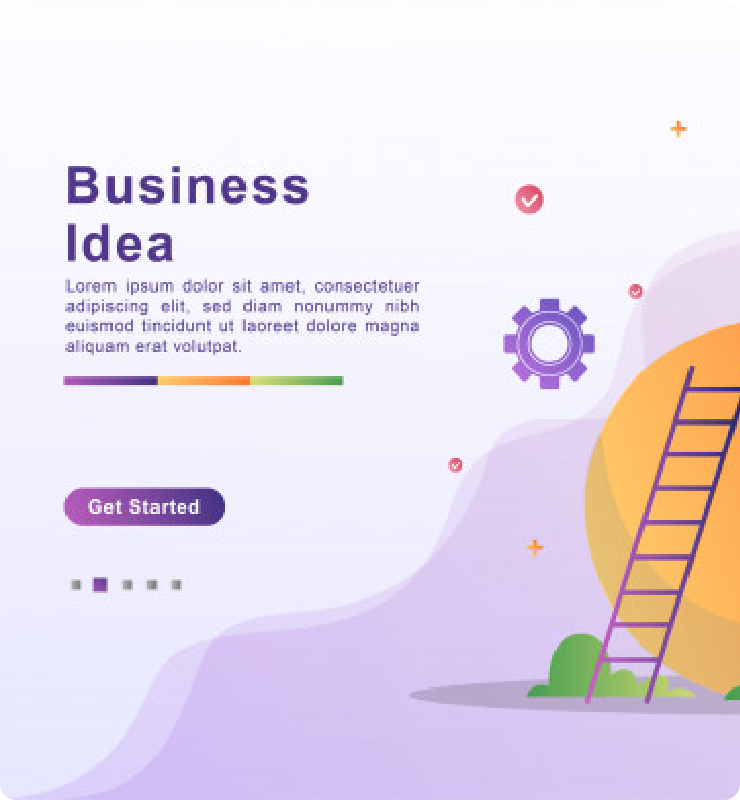 Business
Idea
Lorem ipsum dolor sit amet, consectetuer
adipiscing elit, sed diam nonummy nibh
euismod tincidunt ut laoreet dolore magna
aliquam erat volutpat.
Get Started